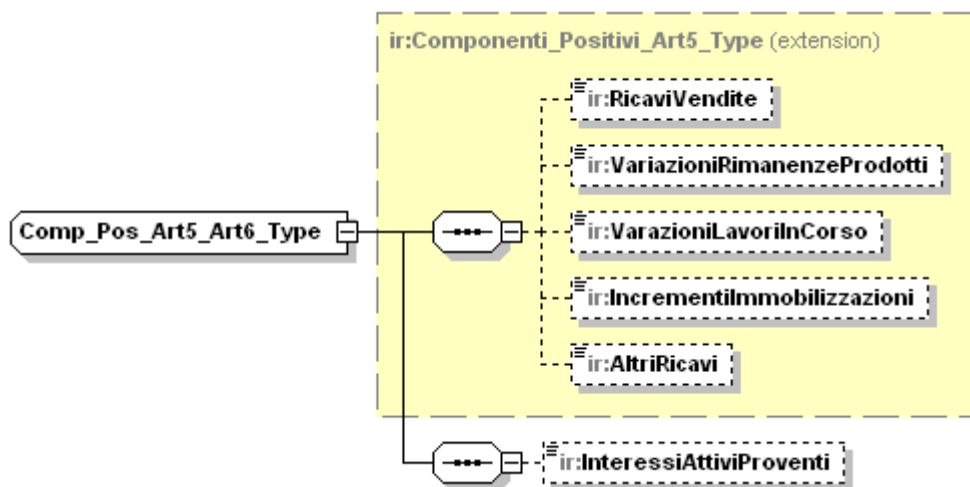 ir:Componenti_Positivi_Art5_Type (extension)
ir:RicaviVendite
ir:VariazioniRimanenzeProdotti
Comp_Pos_Art5_Art6_Type
ir:VarazioniLavoriInCorso
ir:IncrementiImmobilizzazioni
ir:AltriRicavi
ir:InteressiAttiviProventi